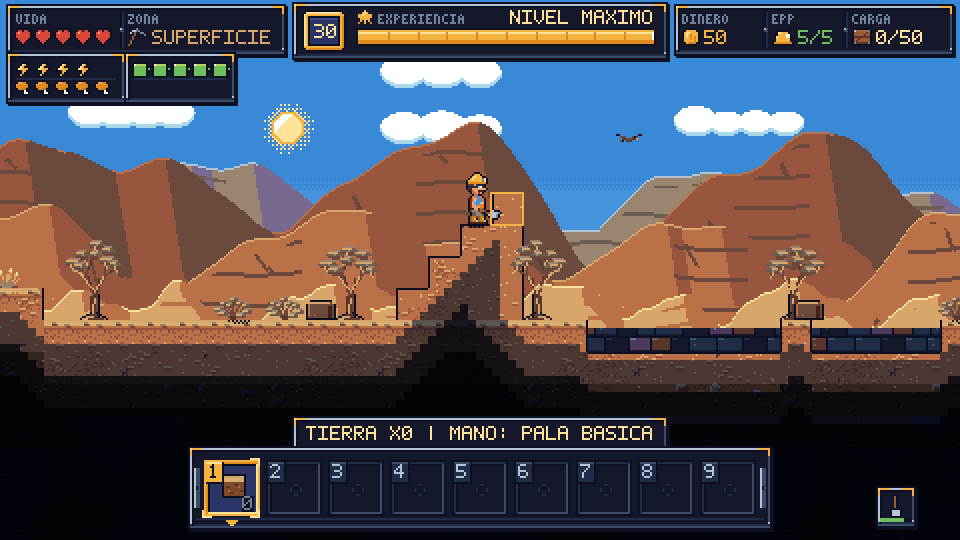 VIDA
ZONA
SUPERFICIE
30
EXPERIENCIA
NIVEL MAXIMO
DINERO
50
EPP
5/5
CARGA
0/50
TIERRA X0 | MANO: PALA BASICA
1
0
2
3
4
5
6
7
8
9